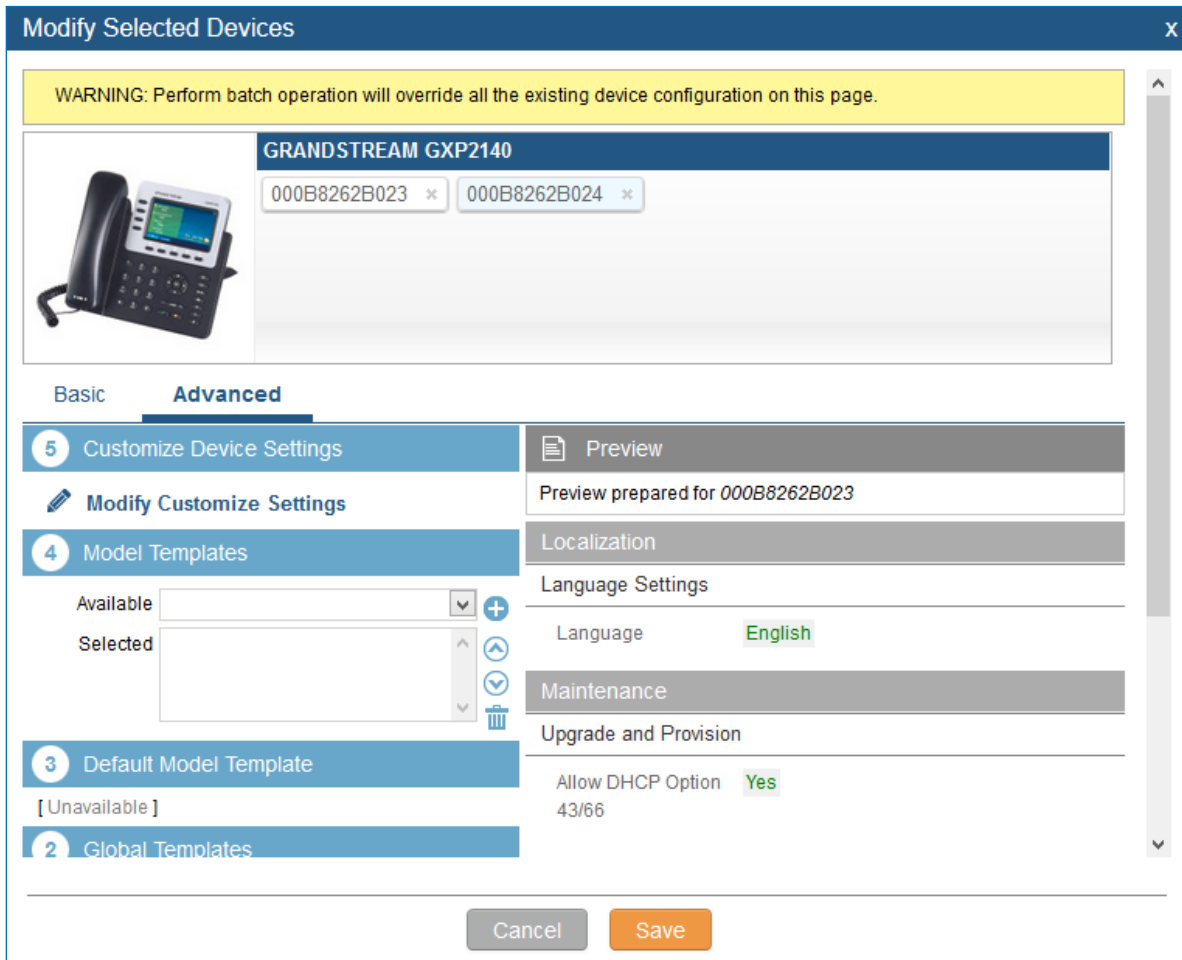 Modify Selected Devices
x
WARNING: Perform batch operation will override all the existing device configuration on this page.
GRANDSTREAM GXP2140
000B8262B023 ×
000B8262B024 ×
Basic
Advanced
5 Customize Device Settings
Modify Customize Settings
4 Model Templates
Available
Selected
3 Default Model Template
[ Unavailable ]
2 Global Templates
Preview
Preview prepared for 000B8262B023
Localization
Language Settings
Language English
Maintenance
Upgrade and Provision
Allow DHCP Option Yes
43/66
Cancel
Save